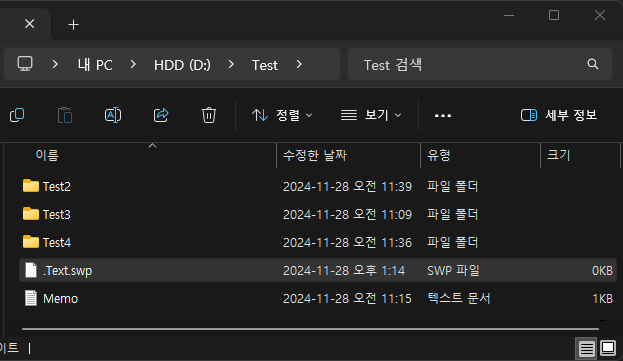 내 PC > HDD (D:) > Test >
Test 검색
정렬 보기 ••• 세부 정보
이름 수정한 날짜 유형 크기
Test2 2024-11-28 오전 11:39 파일 폴더
Test3 2024-11-28 오전 11:09 파일 폴더
Test4 2024-11-28 오전 11:36 파일 폴더
.Text.swp 2024-11-28 오후 1:14 SWP 파일 0KB
Memo 2024-11-28 오전 11:15 텍스트 문서 1KB
이트